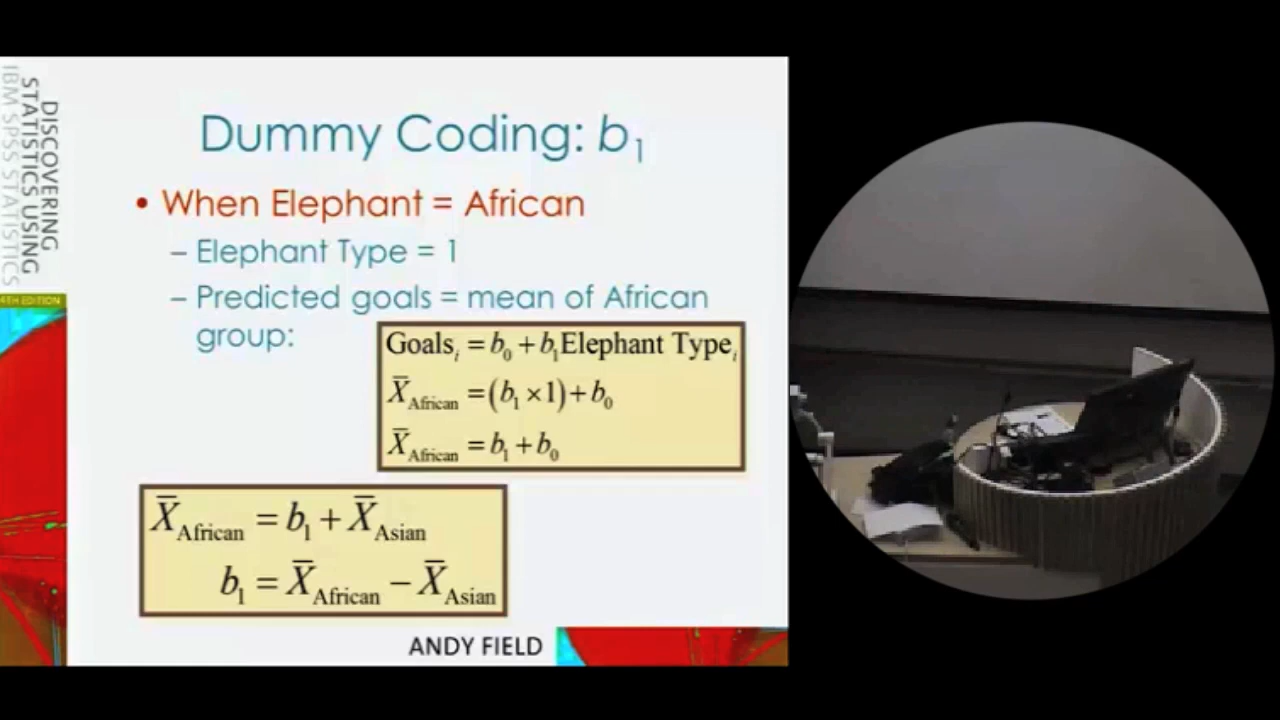 DISCOVERING
STATISTICS USING
IBM SPSS STATISTICS
4TH EDITION
Dummy Coding: b₁
• When Elephant = African
– Elephant Type = 1
– Predicted goals = mean of African
group:
Goalsᵢ = b₀ + b₁Elephant Typeᵢ
X̄African = (b₁ × 1) + b₀
X̄African = b₁ + b₀
X̄African = b₁ + X̄Asian
b₁ = X̄African − X̄Asian
ANDY FIELD